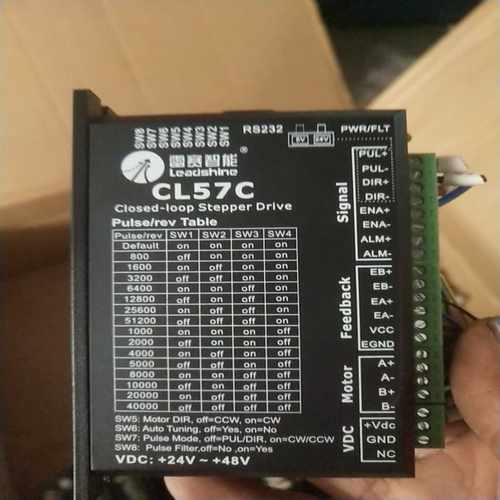 SW8
SW7
SW6
SW5
SW4
SW3
SW2
SW1
RS232
5V
24V
PWR/FLT
雷赛智能®
Leadshine
CL57C
Closed-loop Stepper Drive
Pulse/rev Table
Pulse/rev SW1 SW2 SW3 SW4
Default on on on on
800 off on on on
1600 on off on on
3200 off off on on
6400 on on off on
12800 off on off on
25600 on off off on
51200 off off off on
1000 on on on off
2000 off on on off
4000 on off on off
5000 off off on off
8000 on on off off
10000 off on off off
20000 on off off off
40000 off off off off
SW5: Motor DIR, off=CCW, on=CW
SW6: Auto Tuning, off=Yes, on=No
SW7: Pulse Mode, off=PUL/DIR, on=CW/CCW
SW8: Pulse Filter,off=No ,on=Yes
VDC: +24V ~ +48V
Signal
PUL+
PUL-
DIR+
DIR-
ENA+
ENA-
ALM+
ALM-
Feedback
EB+
EB-
EA+
EA-
VCC
EGND
Motor
A+
A-
B+
B-
VDC
+Vdc
GND
NC